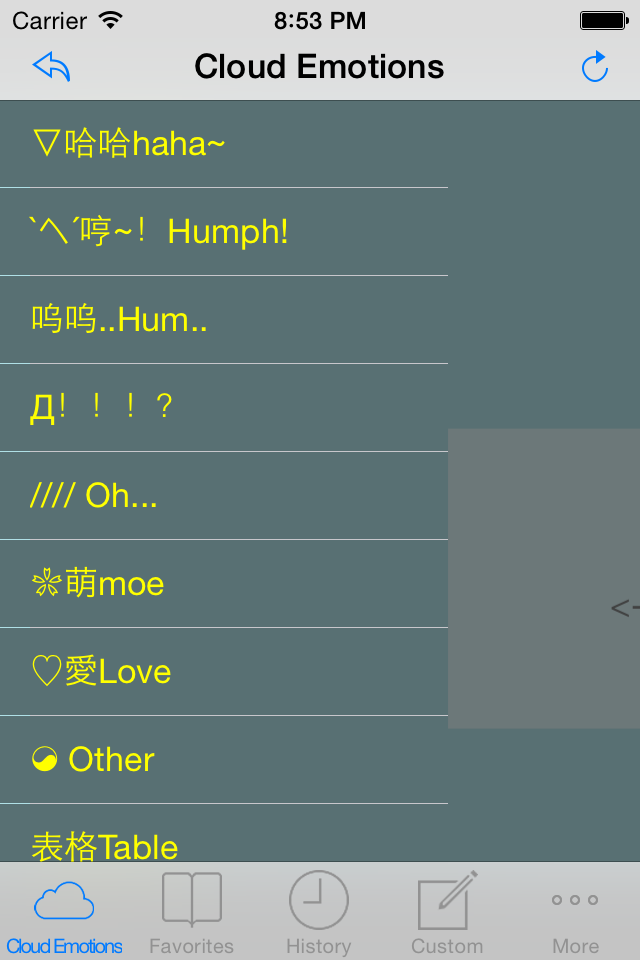 Carrier 8:53 PM
Cloud Emotions
▽哈哈haha~
`ヘ´哼~！Humph!
呜呜..Hum..
Д！！！？
//// Oh...
❀萌moe
♡愛Love
☯ Other
表格Table
<-
Cloud Emotions Favorites History Custom More